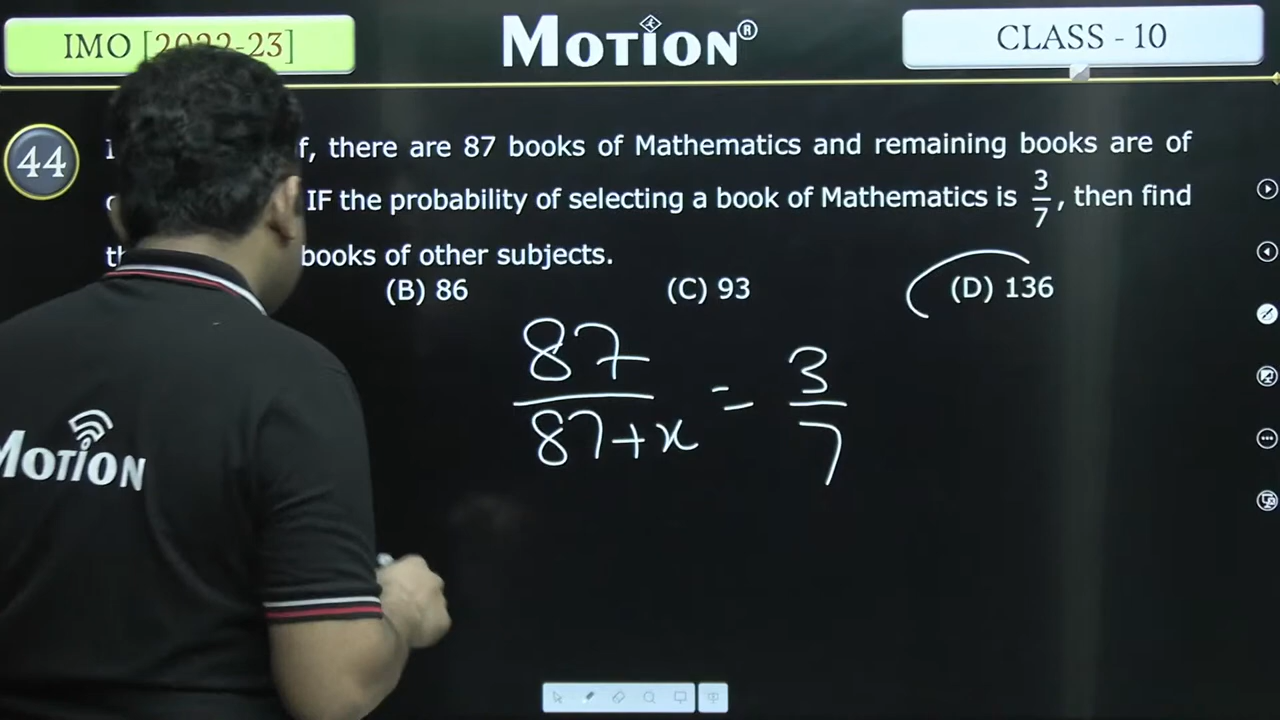 IMO [2022-23]
MOTION®
CLASS - 10
44
f, there are 87 books of Mathematics and remaining books are of
IF the probability of selecting a book of Mathematics is 3/7, then find
books of other subjects.
(B) 86 (C) 93 (D) 136
87/87+x = 3/7
MOTION